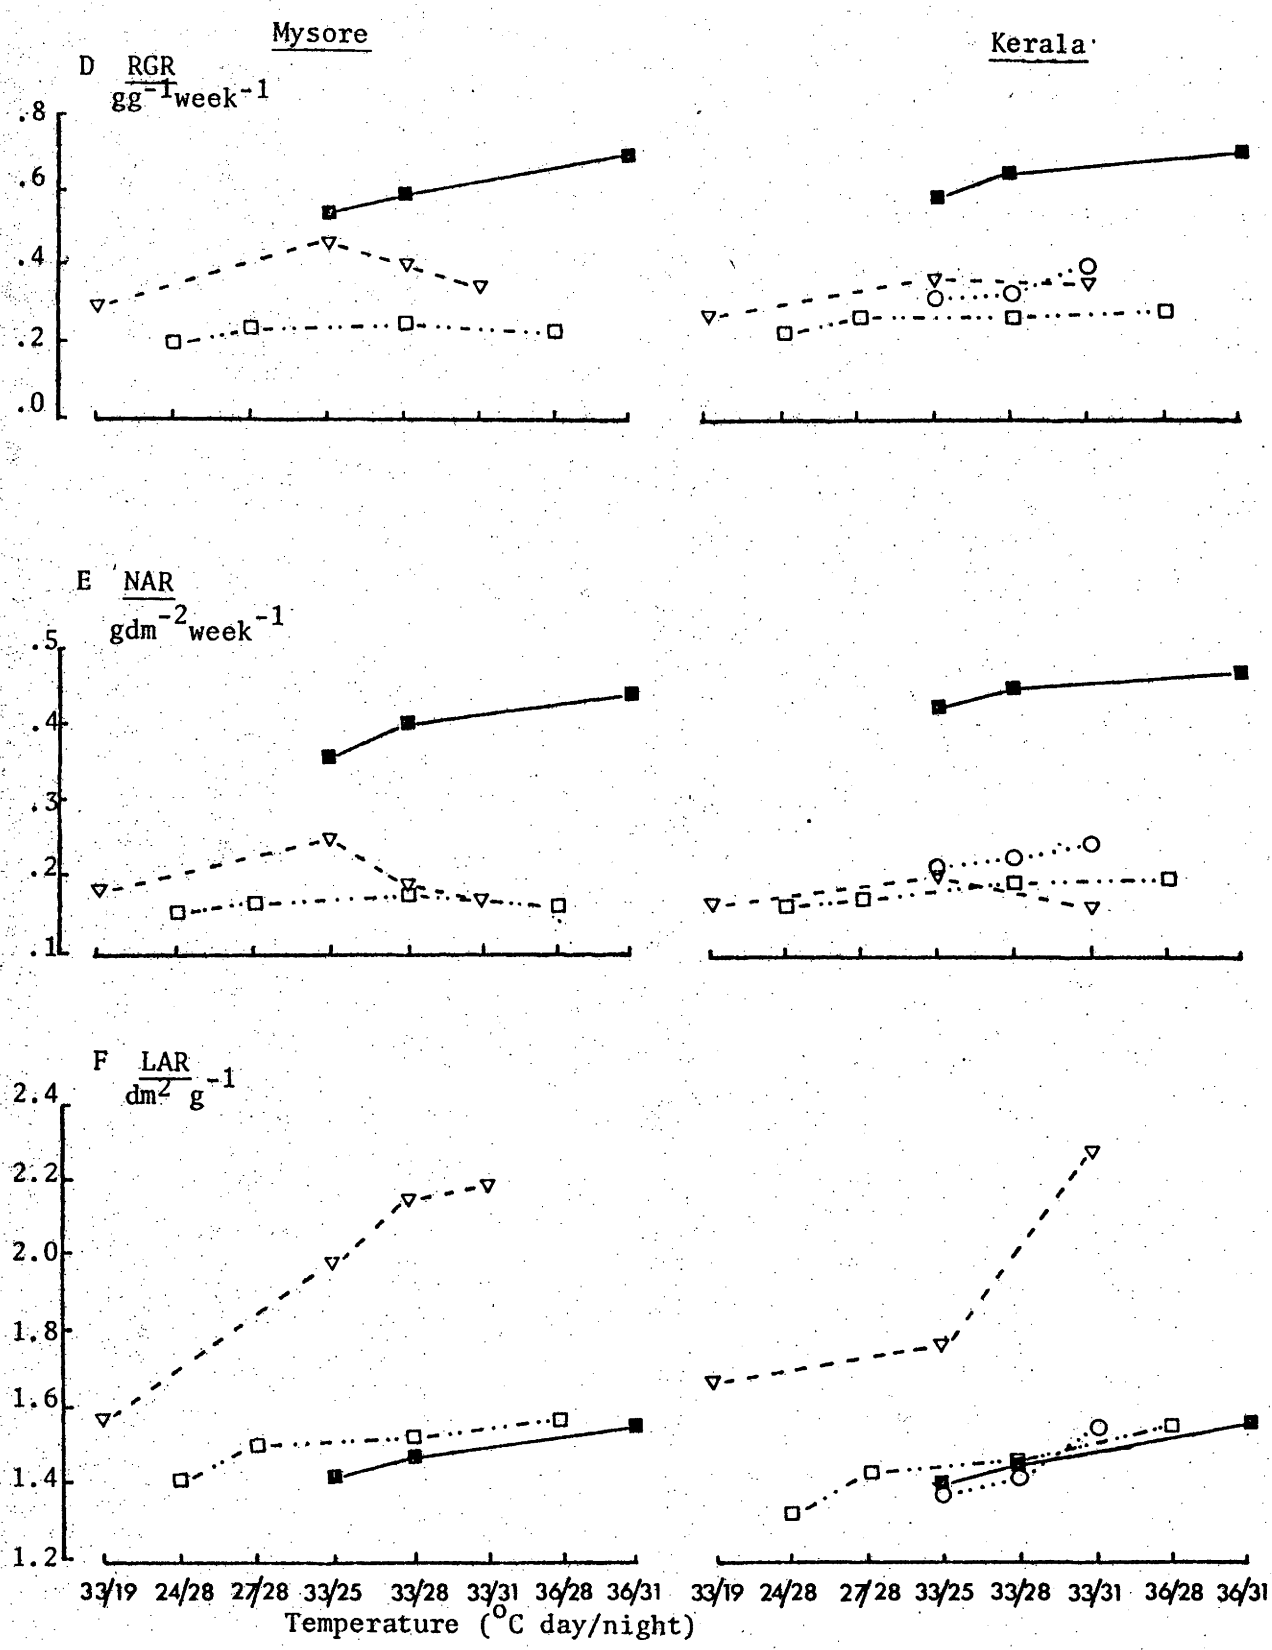 Mysore
Kerala
D RGR
gg⁻¹week⁻¹
.8
.6
.4
.2
.0
E NAR
gdm⁻²week⁻¹
.5
.4
.3
.2
.1
F LAR
dm² g⁻¹
2.4
2.2
2.0
1.8
1.6
1.4
1.2
33/19 24/28 27/28 33/25 33/28 33/31 36/28 36/31 33/19 24/28 27/28 33/25 33/28 33/31 36/28 36/31
Temperature (°C day/night)